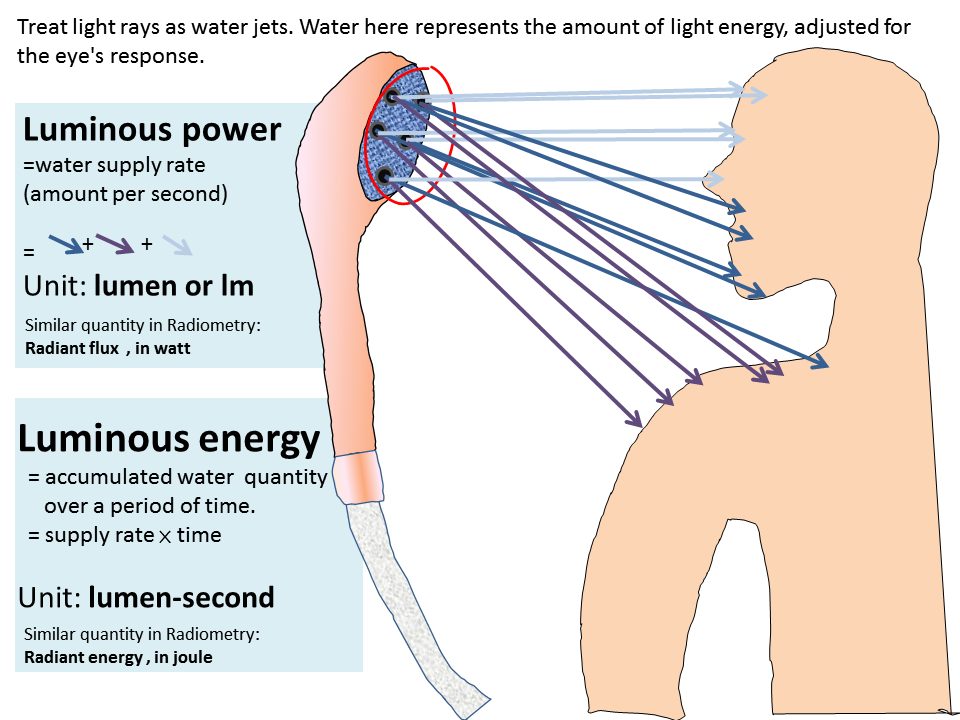 Treat light rays as water jets. Water here represents the amount of light energy, adjusted for
the eye's response.
Luminous power
=water supply rate
(amount per second)
= + +
Unit: lumen or lm
Similar quantity in Radiometry:
Radiant flux , in watt
Luminous energy
= accumulated water quantity
over a period of time.
= supply rate × time
Unit: lumen-second
Similar quantity in Radiometry:
Radiant energy , in joule